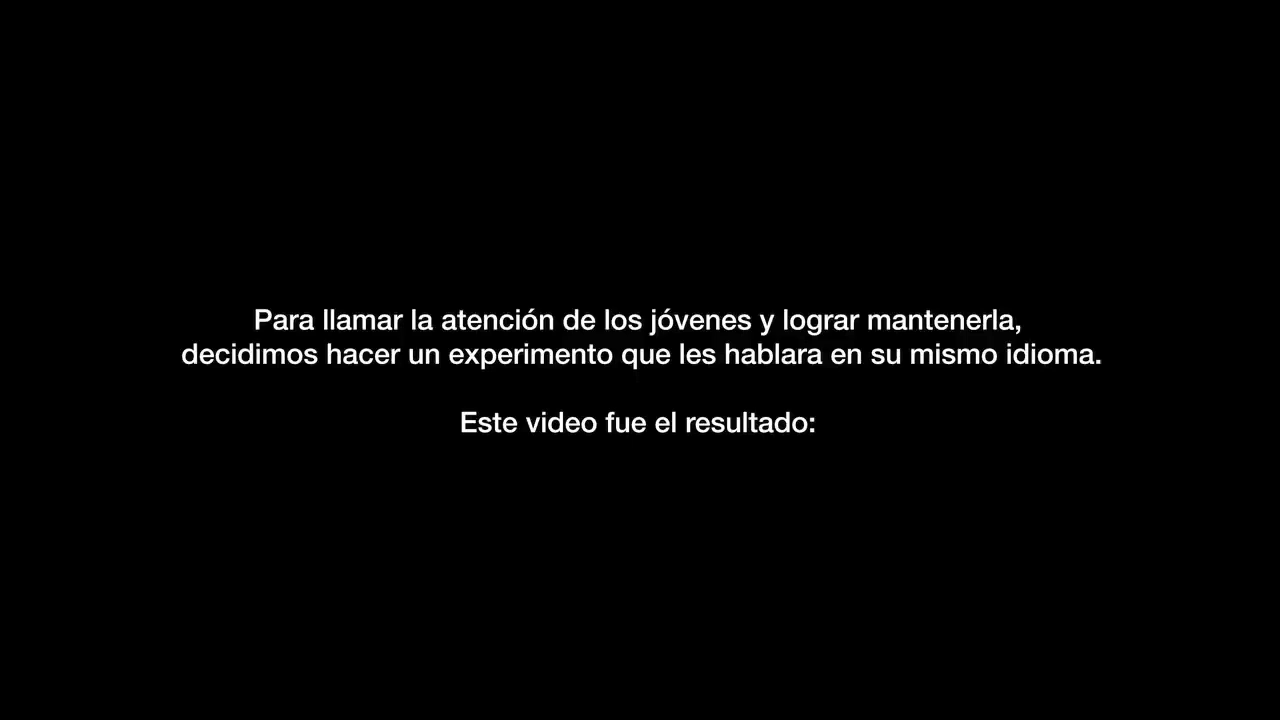 Para llamar la atención de los jóvenes y lograr mantenerla,
decidimos hacer un experimento que les hablara en su mismo idioma.
Este video fue el resultado: